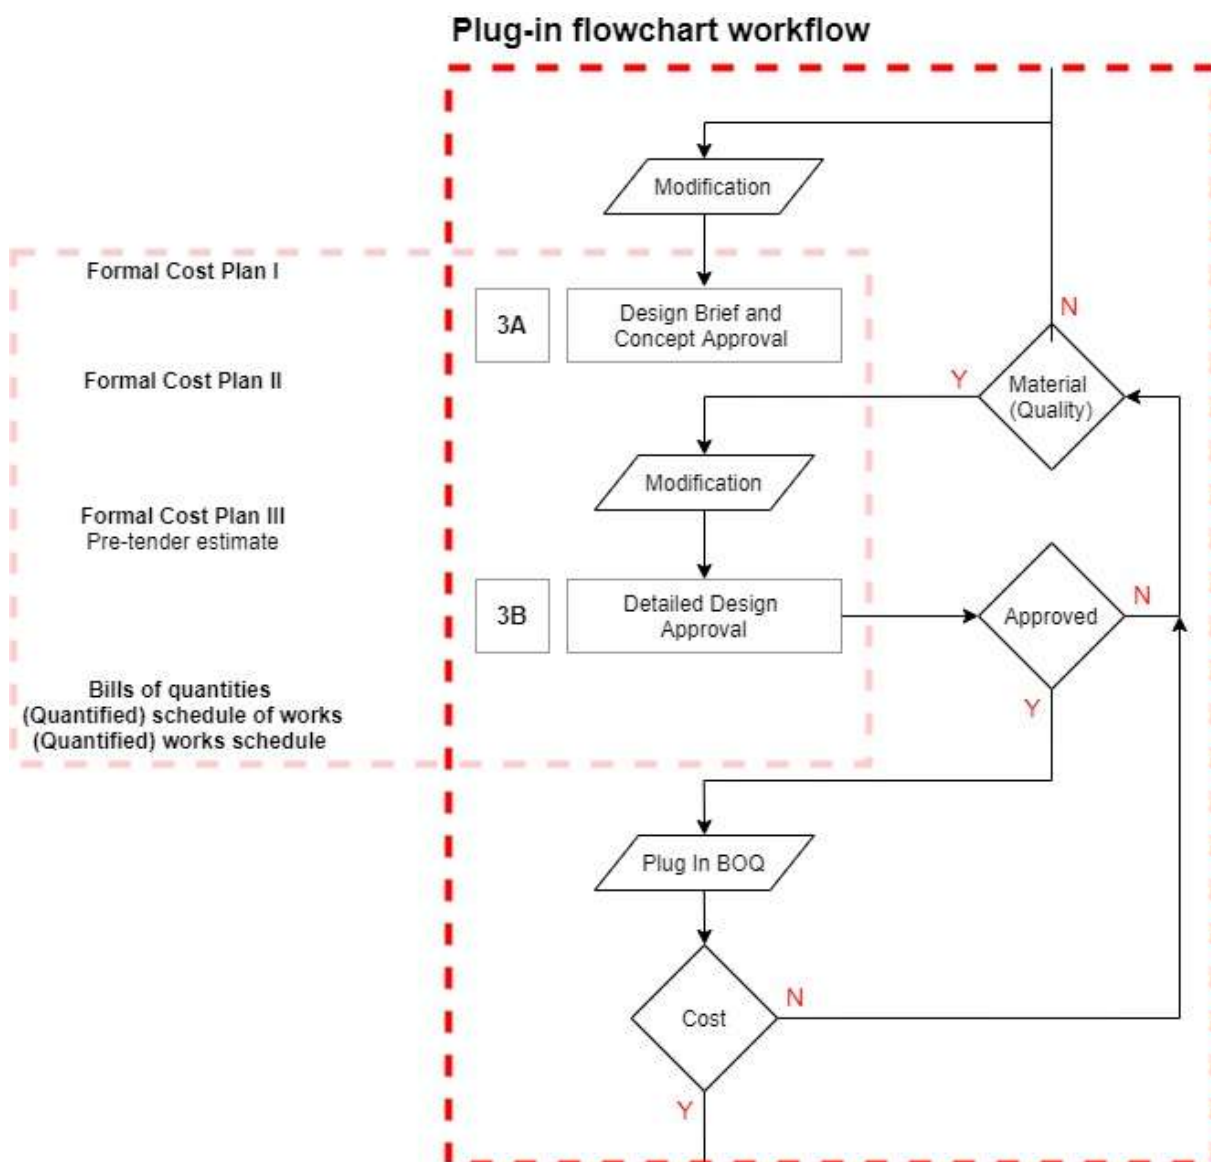 Plug-in flowchart workflow
Modification
Formal Cost Plan I
3A
Design Brief and
Concept Approval
N
Formal Cost Plan II
Y
Material
(Quality)
Modification
Formal Cost Plan III
Pre-tender estimate
3B
Detailed Design
Approval
Approved
N
Y
Bills of quantities
(Quantified) schedule of works
(Quantified) works schedule
Plug In BOQ
Cost
N
Y